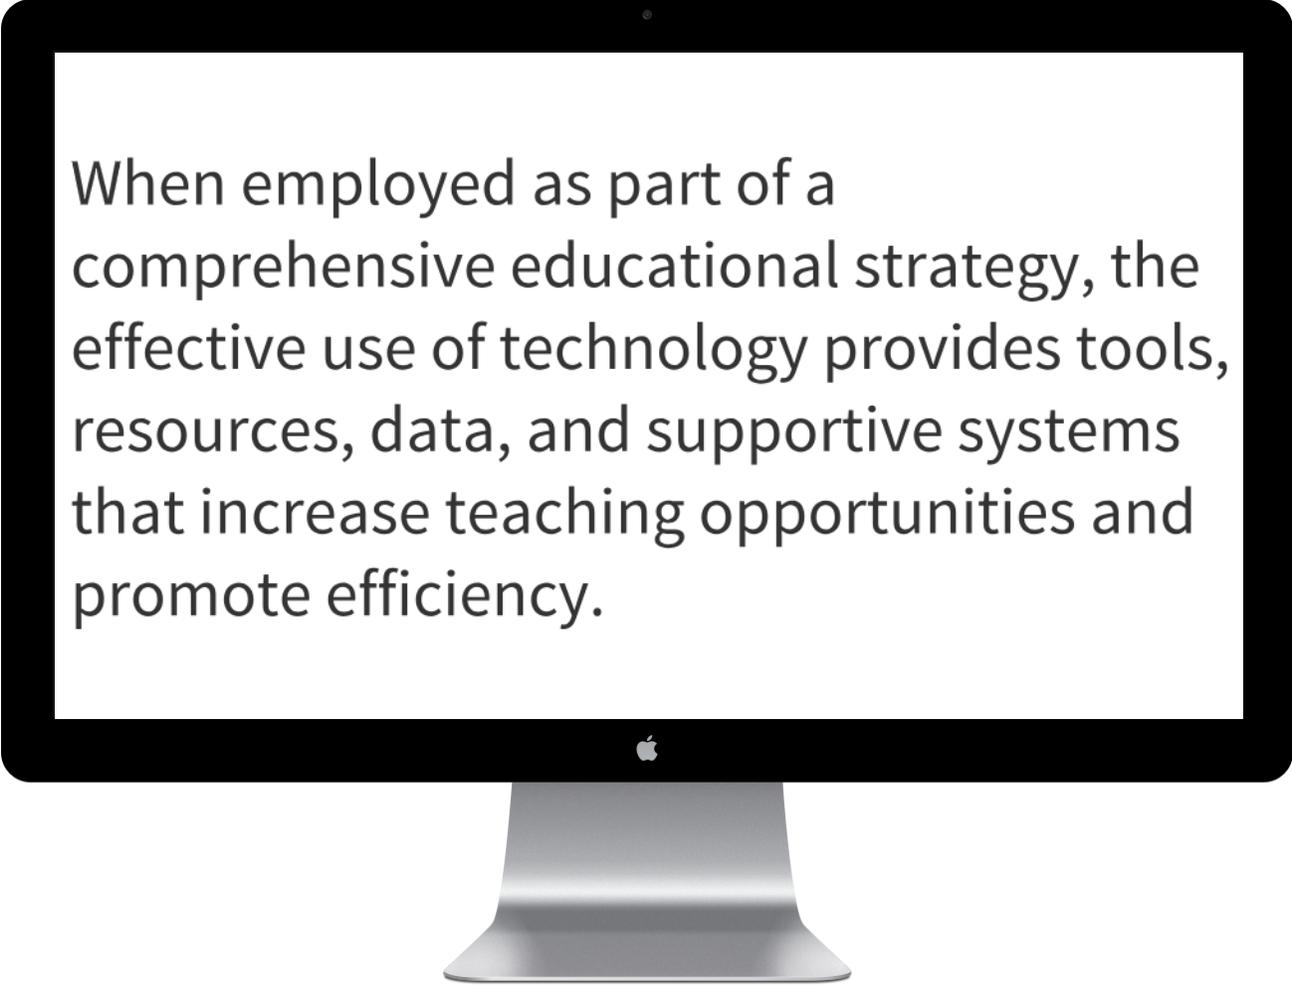 When employed as part of a
comprehensive educational strategy, the
effective use of technology provides tools,
resources, data, and supportive systems
that increase teaching opportunities and
promote efficiency.